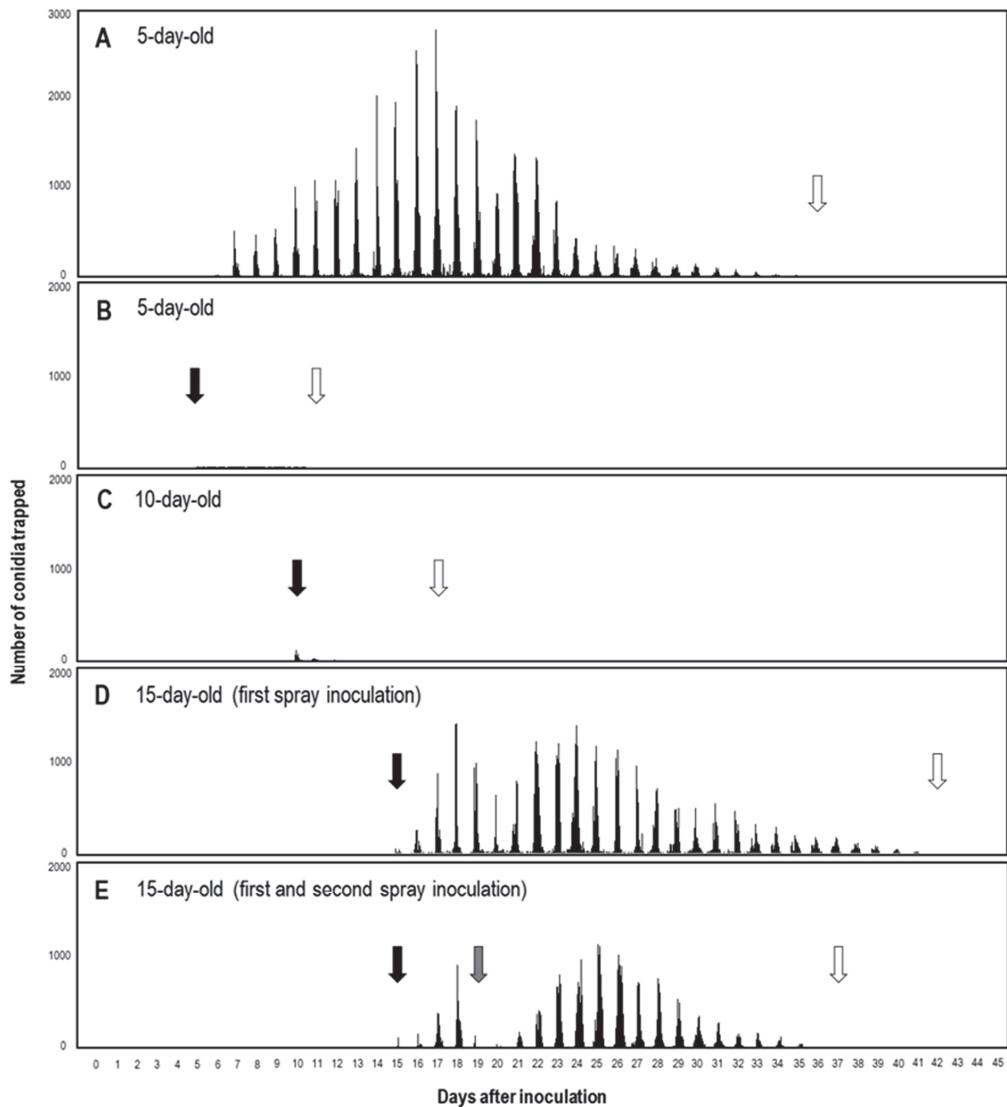 3000
A 5-day-old
2000
1000
0
2000
B 5-day-old
1000
0
2000
C 10-day-old
1000
0
2000
D 15-day-old (first spray inoculation)
1000
0
2000
E 15-day-old (first and second spray inoculation)
1000
0
Number of conidia trapped
0 1 2 3 4 5 6 7 8 9 10 11 12 13 14 15 16 17 18 19 20 21 22 23 24 25 26 27 28 29 30 31 32 33 34 35 36 37 38 39 40 41 42 43 44 45
Days after inoculation